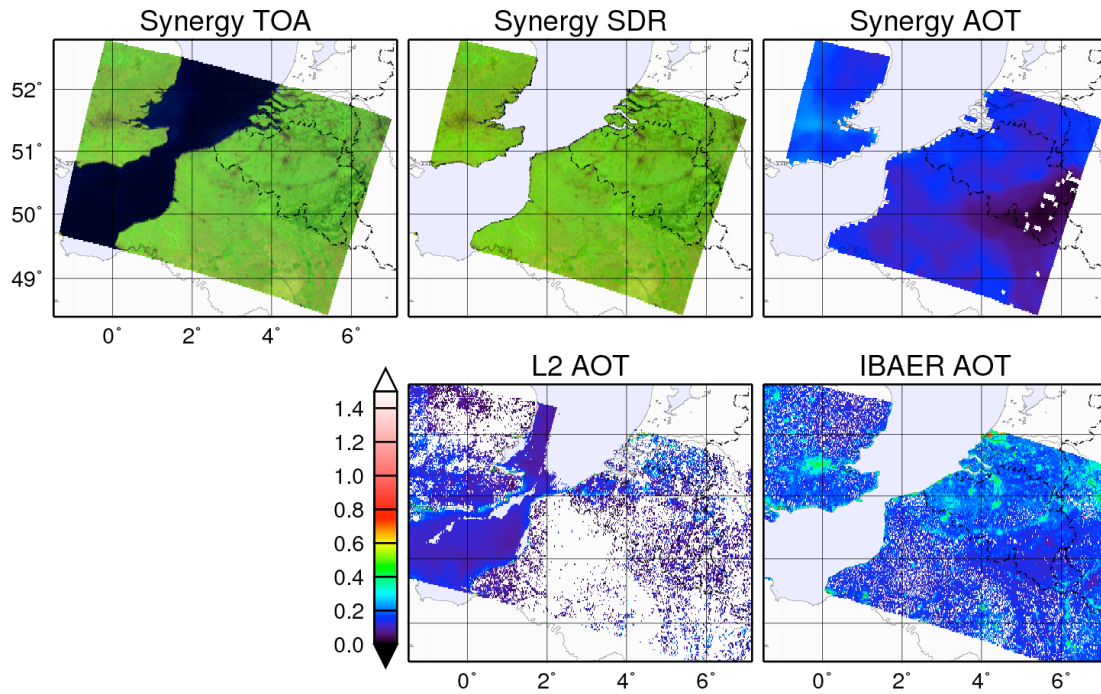 Synergy TOA
Synergy SDR
Synergy AOT
52°
51°
50°
49°
0° 2° 4° 6°
L2 AOT
IBAER AOT
1.4
1.2
1.0
0.8
0.6
0.4
0.2
0.0
0° 2° 4° 6°
0° 2° 4° 6°